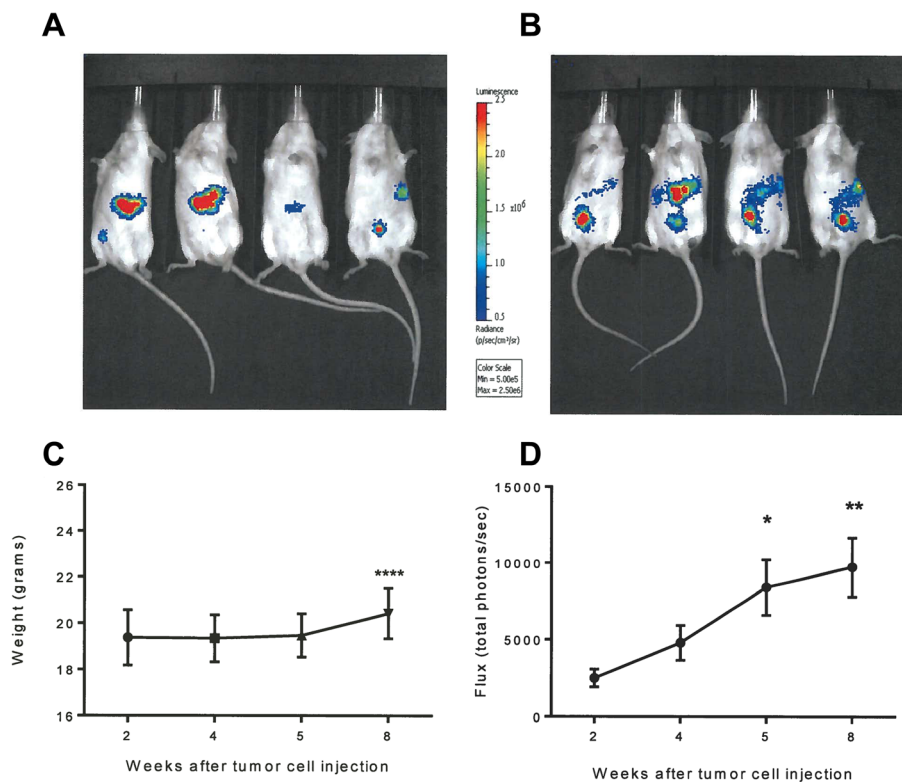 A
B
Luminescence
2.5
2.0
1.5
x10⁶
1.0
0.5
Radiance
(p/sec/cm²/sr)
Color Scale
Min = 5.00e5
Max = 2.50e6
C
Weight (grams)
26
24
22
20
18
16
****
2 4 5 8
Weeks after tumor cell injection
D
Flux (total photons/sec)
15000
10000
5000
0
*
**
2 4 5 8
Weeks after tumor cell injection